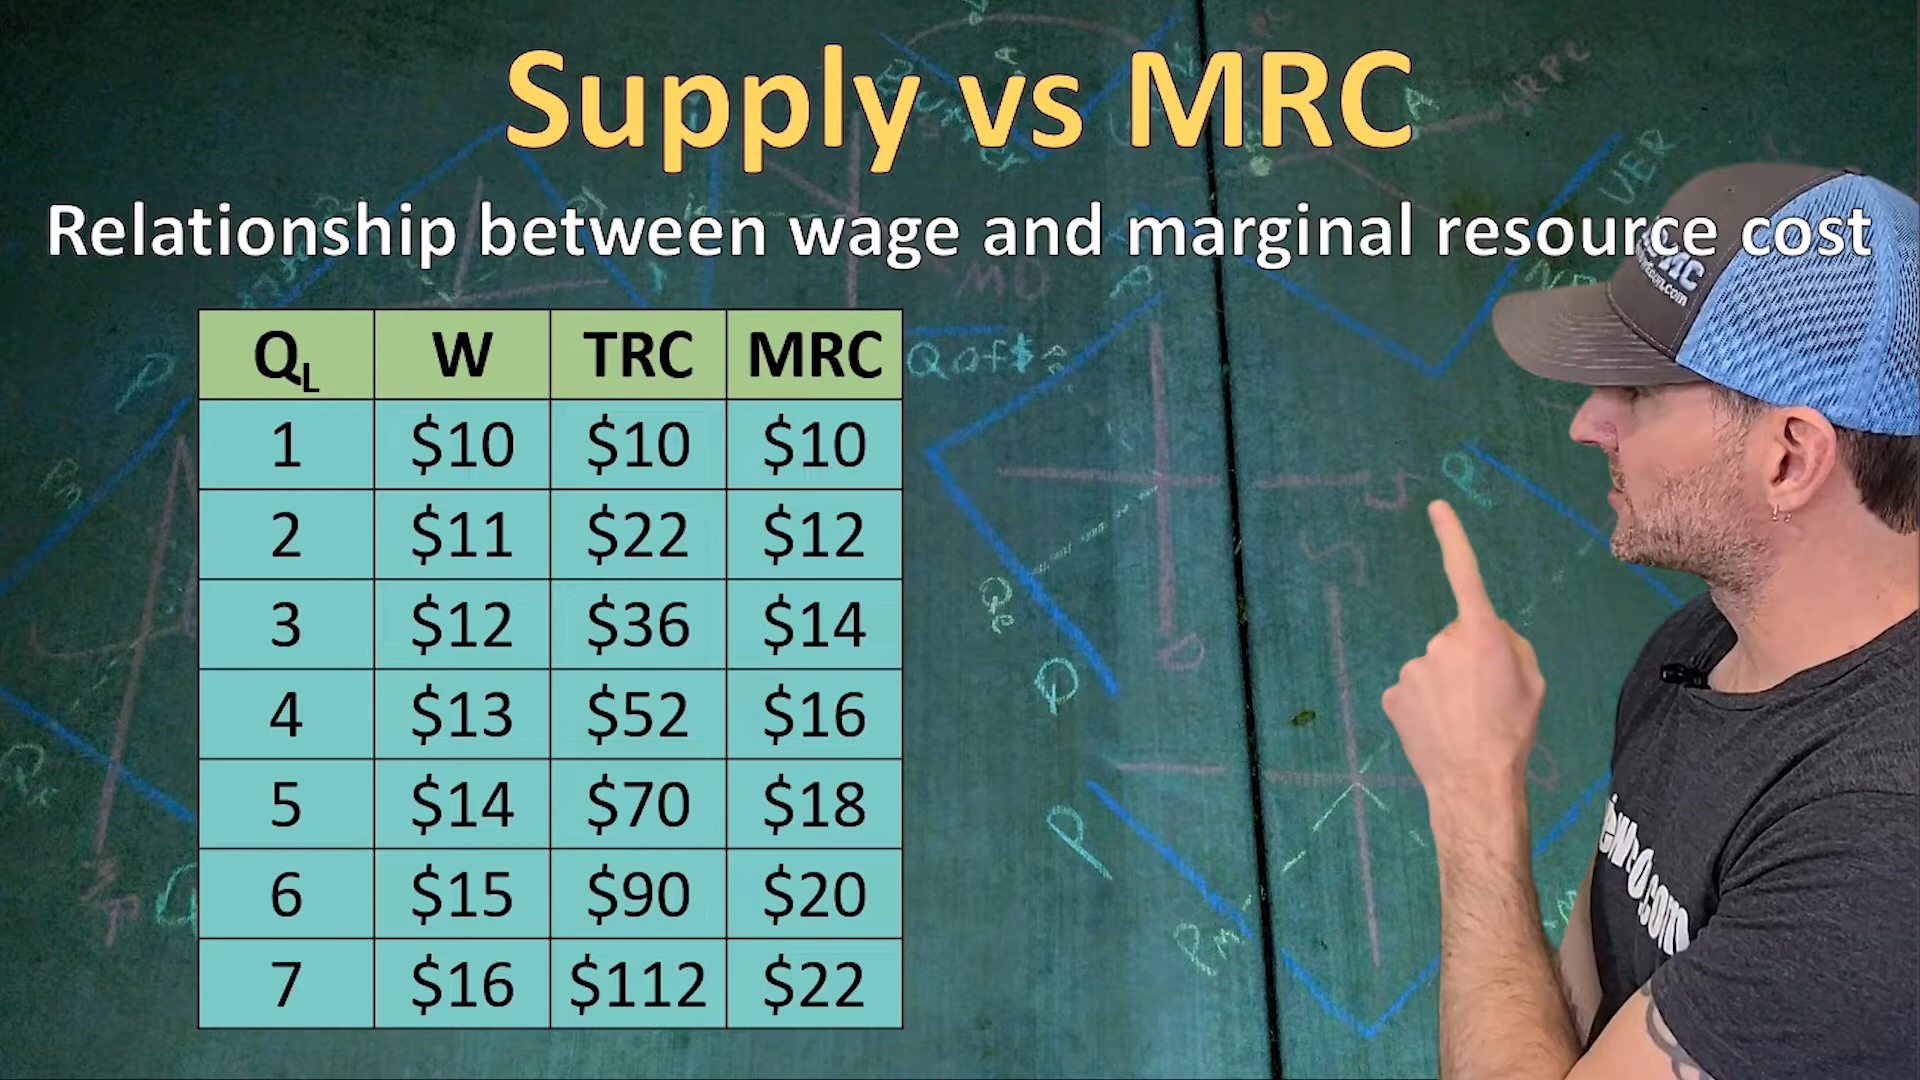 Supply vs MRC
Relationship between wage and marginal resource cost
QL W TRC MRC
1 $10 $10 $10
2 $11 $22 $12
3 $12 $36 $14
4 $13 $52 $16
5 $14 $70 $18
6 $15 $90 $20
7 $16 $112 $22